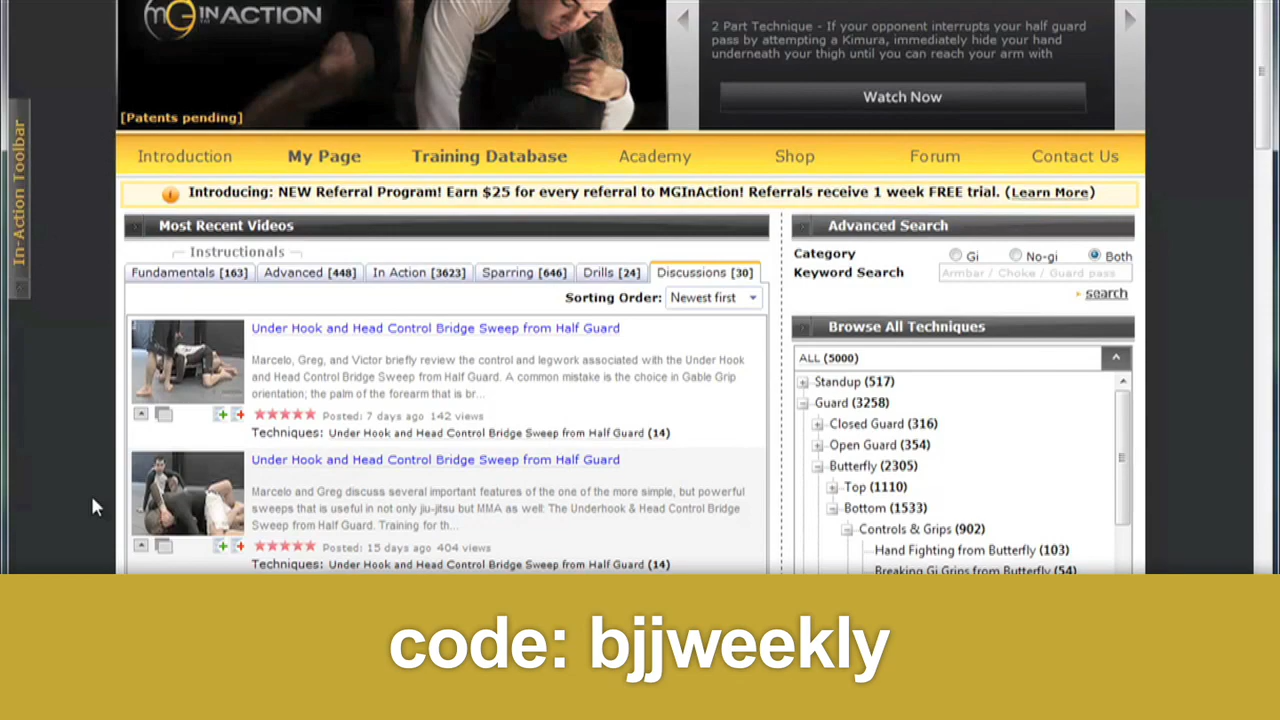 MG IN ACTION
2 Part Technique - If your opponent interrupts your half guard
pass by attempting a Kimura, immediately hide your hand
underneath your thigh until you can reach your arm with
Watch Now
[Patents pending]
In-Action Toolbar
Introduction My Page Training Database Academy Shop Forum Contact Us
Introducing: NEW Referral Program! Earn $25 for every referral to MGInAction! Referrals receive 1 week FREE trial. (Learn More)
Most Recent Videos
Instructionals
Fundamentals [163] Advanced [448] In Action [3623] Sparring [646] Drills [24] Discussions [30]
Sorting Order: Newest first
Under Hook and Head Control Bridge Sweep from Half Guard
Marcelo, Greg, and Victor briefly review the control and legwork associated with the Under Hook
and Head Control Bridge Sweep from Half Guard. A common mistake is the choice in Gable Grip
orientation; the palm of the forearm that is br...
Posted: 7 days ago 142 views
Techniques: Under Hook and Head Control Bridge Sweep from Half Guard (14)
Under Hook and Head Control Bridge Sweep from Half Guard
Marcelo and Greg discuss several important features of the one of the more simple, but powerful
sweeps that is useful in not only jiu-jitsu but MMA as well: The Underhook & Head Control Bridge
Sweep from Half Guard. Training for th...
Posted: 15 days ago 404 views
Techniques: Under Hook and Head Control Bridge Sweep from Half Guard (14)
Advanced Search
Category Gi No-gi Both
Keyword Search Armbar / Choke / Guard pass
search
Browse All Techniques
ALL (5000)
Standup (517)
Guard (3258)
Closed Guard (316)
Open Guard (354)
Butterfly (2305)
Top (1110)
Bottom (1533)
Controls & Grips (902)
Hand Fighting from Butterfly (103)
Breaking Gi Grips from Butterfly (54)
code: bjjweekly